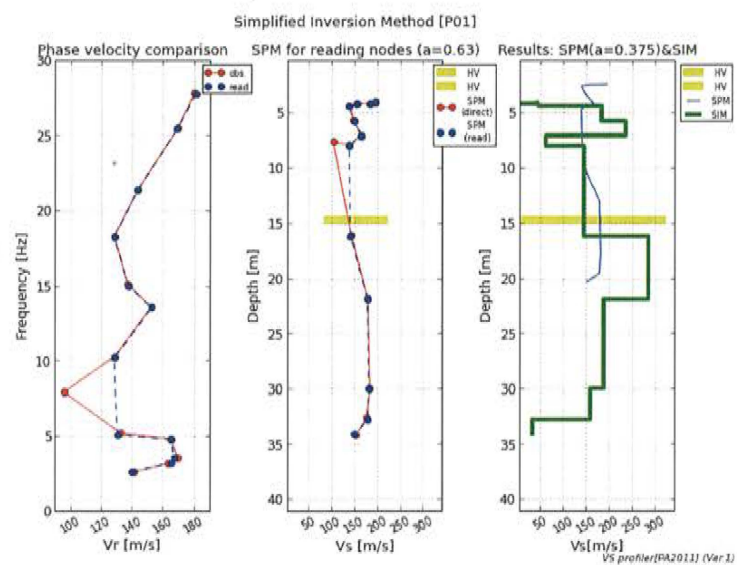 Simplified Inversion Method [P01]
Phase velocity comparison
30
25
20
15
10
5
0
Frequency [Hz]
100
120
140
160
180
Vr [m/s]
obs
read
SPM for reading nodes (a=0.63)
5
10
15
20
25
30
35
40
Depth [m]
50
100
150
200
250
300
Vs [m/s]
HV
HV
SPM
(direct)
SPM
(read)
Results: SPM(a=0.375)&SIM
5
10
15
20
25
30
35
40
Depth [m]
50
100
150
200
250
300
Vs[m/s]
HV
HV
SPM
SIM
VS profiler[PA2011] (Ver.1)